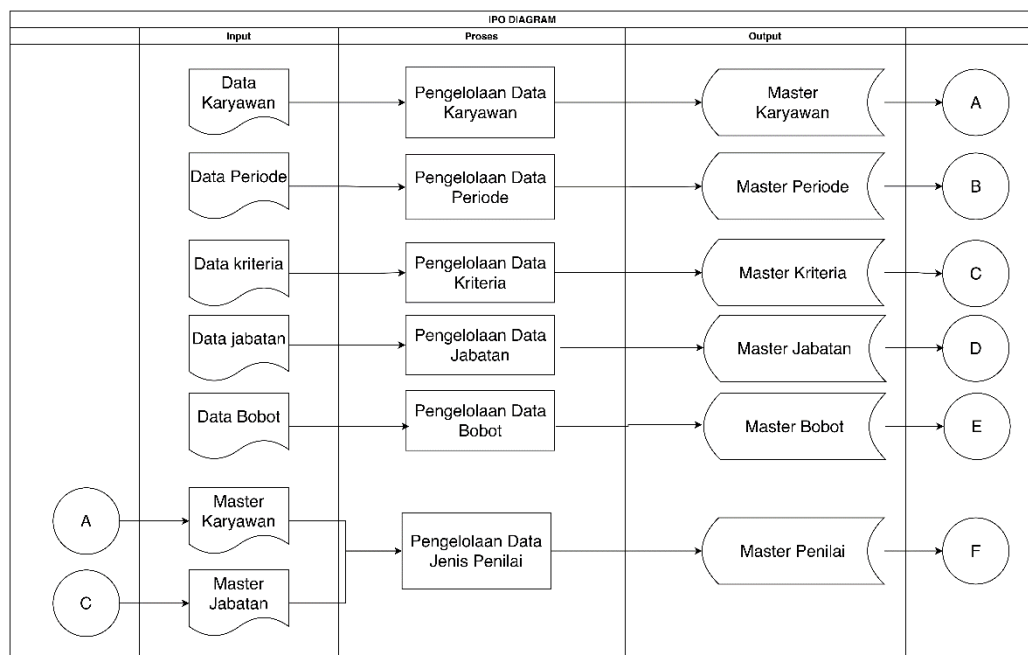 IPO DIAGRAM
Input
Proses
Output
Data
Karyawan
Pengelolaan Data
Karyawan
Master
Karyawan
A
Data Periode
Pengelolaan Data
Periode
Master Periode
B
Data kriteria
Pengelolaan Data
Kriteria
Master Kriteria
C
Data jabatan
Pengelolaan Data
Jabatan
Master Jabatan
D
Data Bobot
Pengelolaan Data
Bobot
Master Bobot
E
A
Master
Karyawan
Pengelolaan Data
Jenis Penilai
Master Penilai
F
C
Master
Jabatan